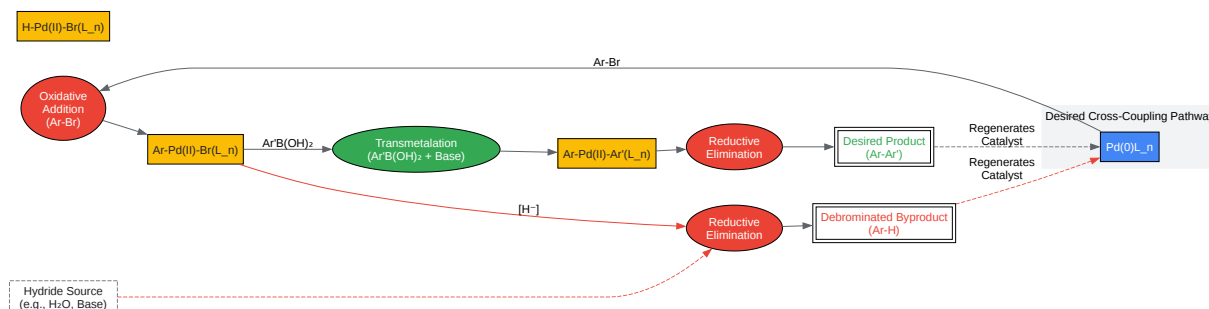 H-Pd(II)-Br(L_n)
Ar-Br
Oxidative
Addition
(Ar-Br)
Ar-Pd(II)-Br(L_n)
Ar'B(OH)₂
Transmetalation
(Ar'B(OH)₂ + Base)
Ar-Pd(II)-Ar'(L_n)
Reductive
Elimination
Desired Product
(Ar-Ar')
Regenerates
Catalyst
Desired Cross-Coupling Pathwa
Pd(0)L_n
[H⁻]
Reductive
Elimination
Debrominated Byproduct
(Ar-H)
Regenerates
Catalyst
Hydride Source
(e.g., H₂O, Base)